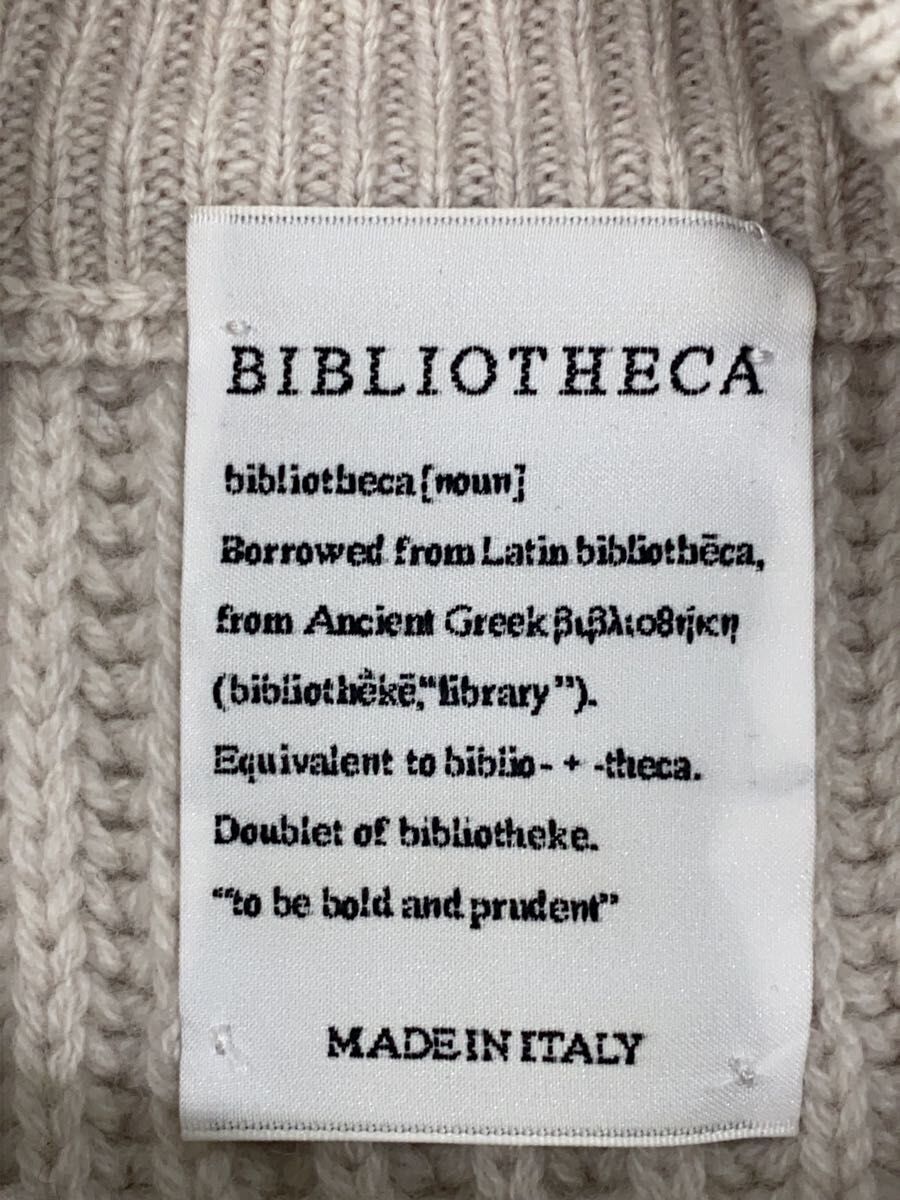 BIBLIOTHECA
bibliotheca [noun]
Borrowed from Latin bibliothēca,
from Ancient Greek βιβλιοθήκη
(bibliothḗkē, “library”).
Equivalent to biblio- + -theca.
Doublet of bibliotheke.
“to be bold and prudent”
MADE IN ITALY